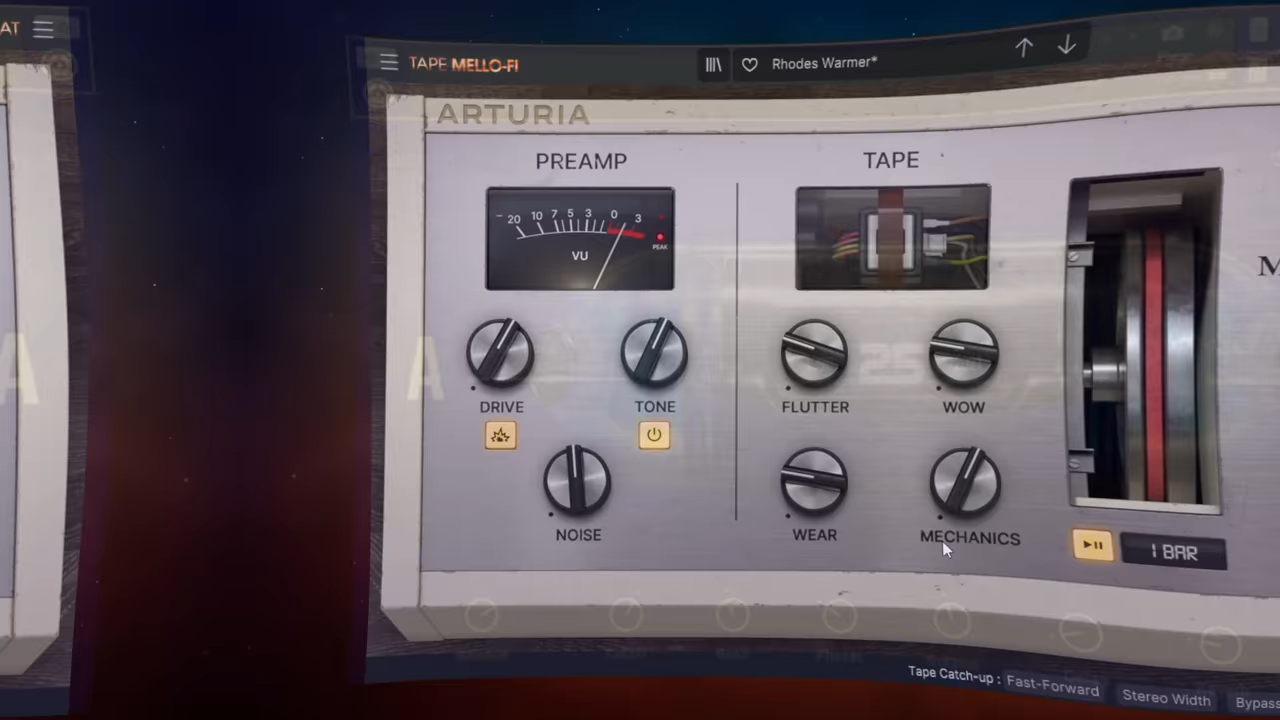 AT
TAPE MELLO-FI
Rhodes Warmer*
ARTURIA
PREAMP
TAPE
- 20 10 7 5 3 0 3
PEAK
VU
M
A
A
25
DRIVE
TONE
FLUTTER
WOW
NOISE
WEAR
MECHANICS
1 BAR
Tape Catch-up : Fast-Forward
Stereo Width
Bypass